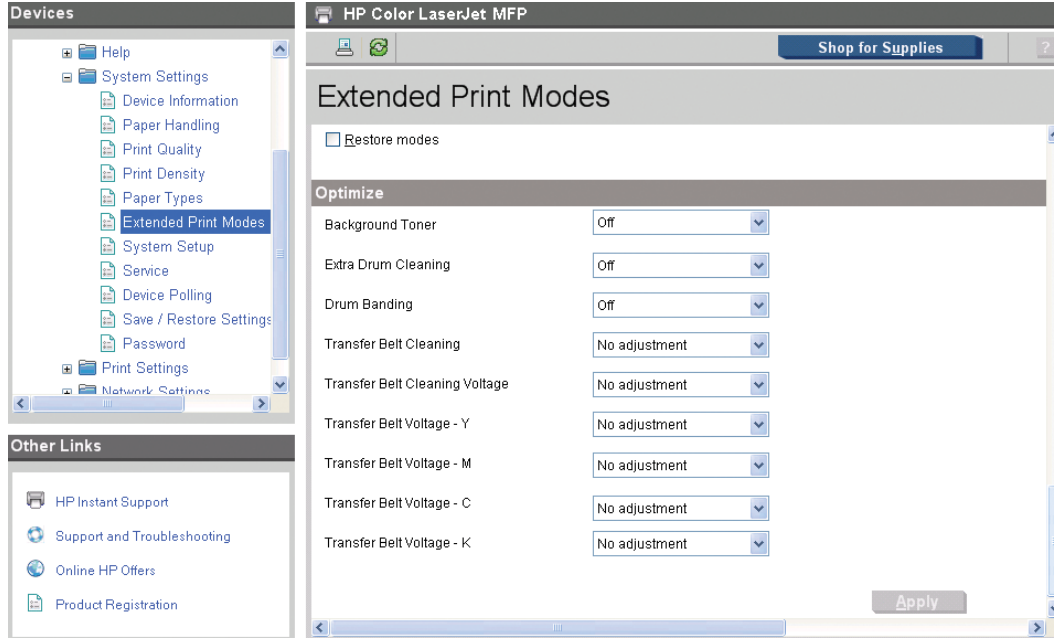 Devices
Help
System Settings
Device Information
Paper Handling
Print Quality
Print Density
Paper Types
Extended Print Modes
System Setup
Service
Device Polling
Save / Restore Settings
Password
Print Settings
Network Settings
Other Links
HP Instant Support
Support and Troubleshooting
Online HP Offers
Product Registration
HP Color LaserJet MFP
Shop for Supplies
?
Extended Print Modes
Restore modes
Optimize
Background Toner Off
Extra Drum Cleaning Off
Drum Banding Off
Transfer Belt Cleaning No adjustment
Transfer Belt Cleaning Voltage No adjustment
Transfer Belt Voltage - Y No adjustment
Transfer Belt Voltage - M No adjustment
Transfer Belt Voltage - C No adjustment
Transfer Belt Voltage - K No adjustment
Apply